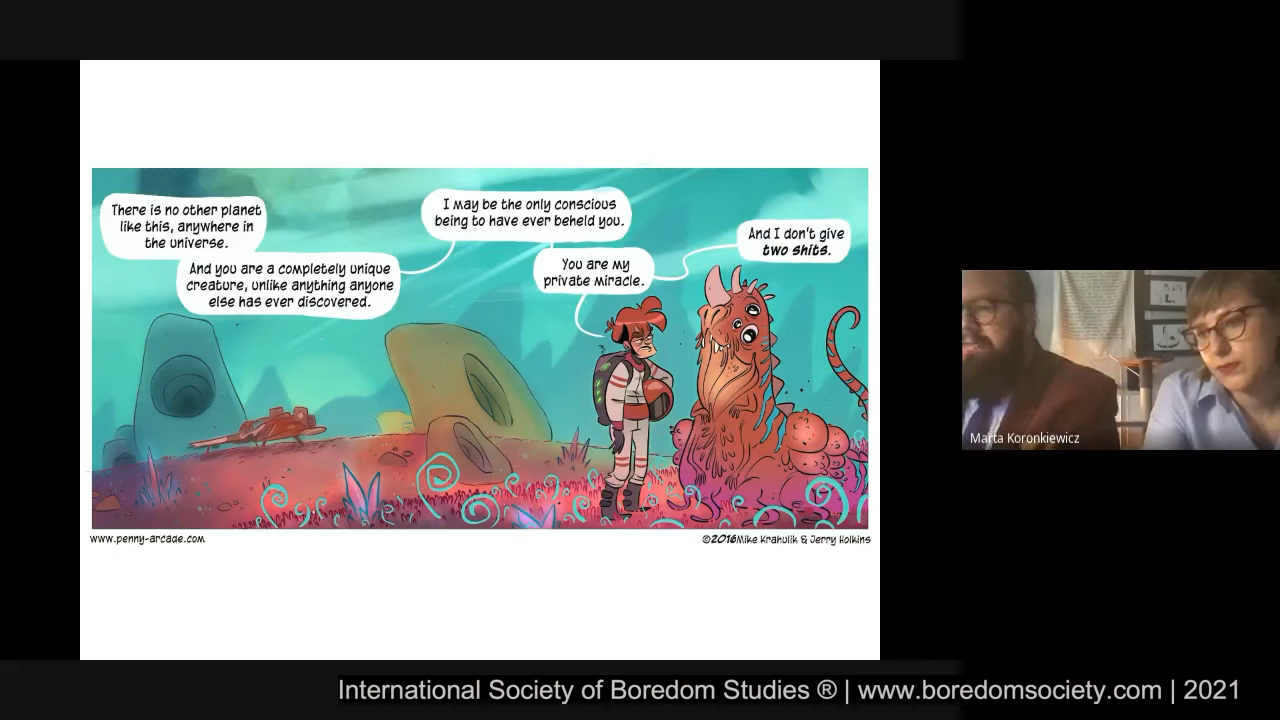 There is no other planet
like this, anywhere in
the universe.
And you are a completely unique
creature, unlike anything anyone
else has ever discovered.
I may be the only conscious
being to have ever beheld you.
You are my
private miracle.
And I don't give
two shits.
www.penny-arcade.com
©2016 Mike Krahulik & Jerry Holkins
Marta Koronkiewicz
International Society of Boredom Studies ® | www.boredomsociety.com | 2021